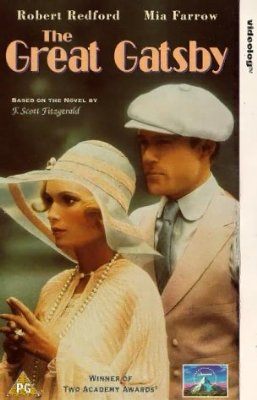 Robert Redford Mia Farrow
The
Great Gatsby
BASED ON THE NOVEL BY
F. Scott Fitzgerald
videolog™
PG
WINNER OF
TWO ACADEMY AWARDS®